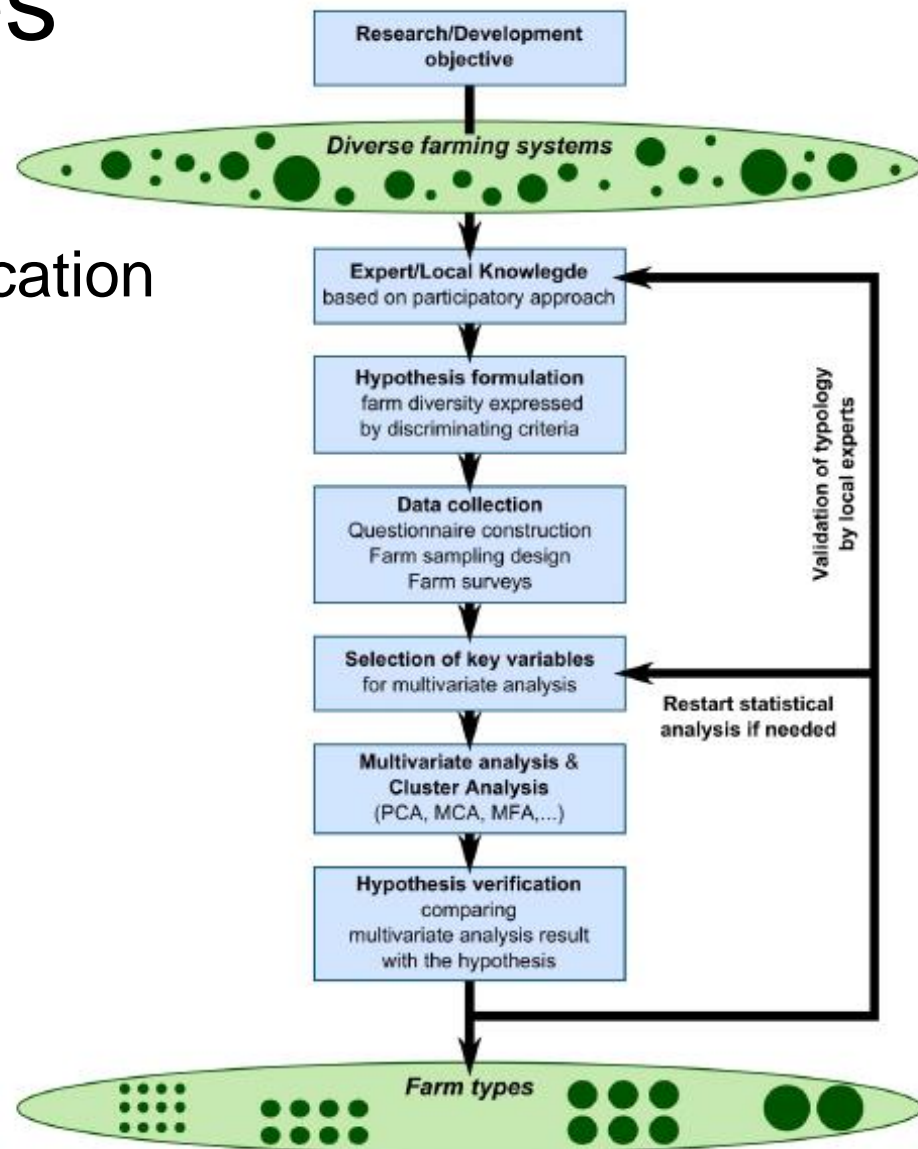 es
Research/Development
objective
Diverse farming systems
cation
Expert/Local Knowlegde
based on participatory approach
Hypothesis formulation
farm diversity expressed
by discriminating criteria
Data collection
Questionnaire construction
Farm sampling design
Farm surveys
Validation of typology
by local experts
Selection of key variables
for multivariate analysis
Restart statistical
analysis if needed
Multivariate analysis &
Cluster Analysis
(PCA, MCA, MFA,...)
Hypothesis verification
comparing
multivariate analysis result
with the hypothesis
Farm types